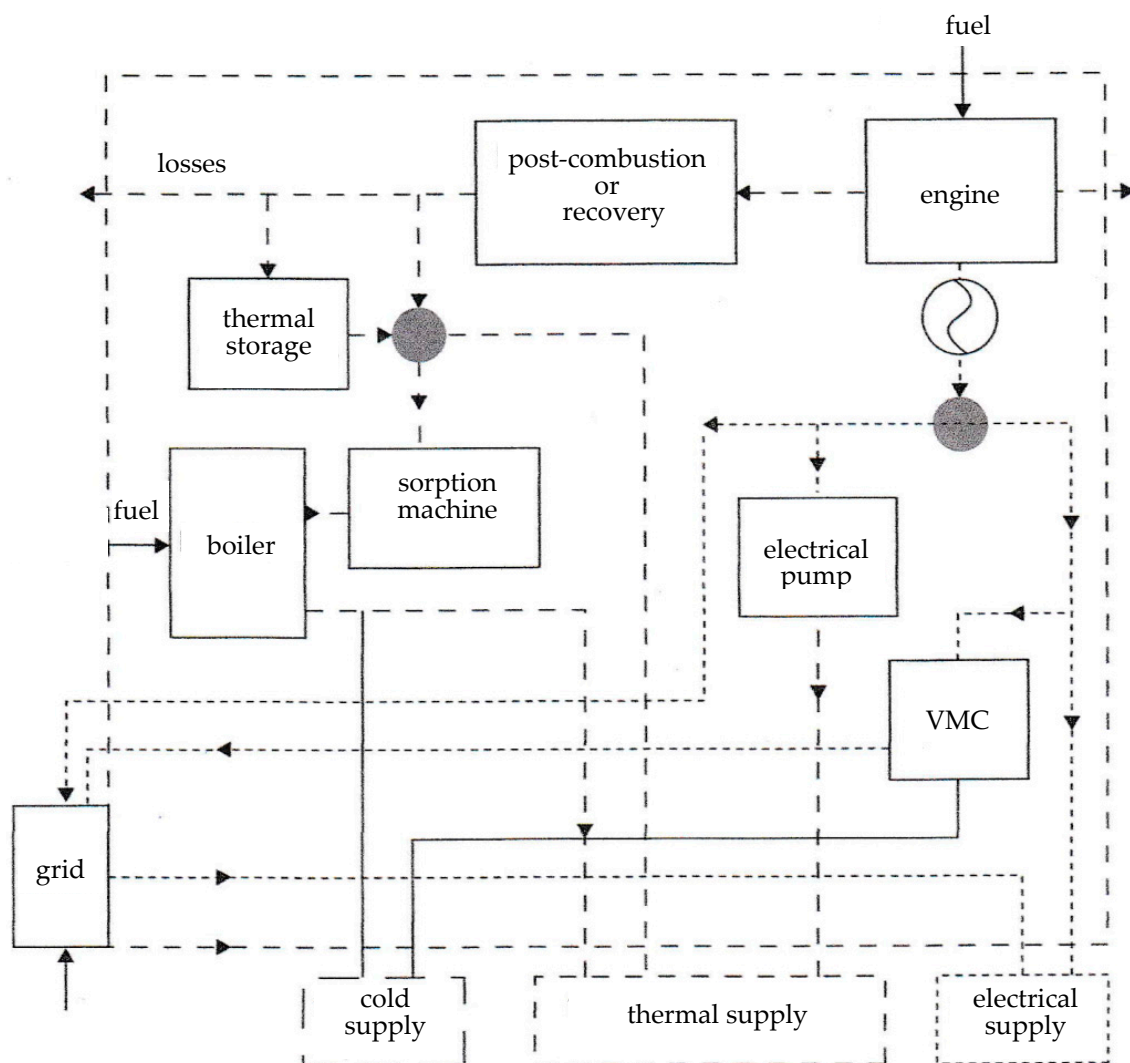 fuel
losses
post-combustion
or
recovery
engine
thermal
storage
sorption
machine
fuel
boiler
electrical
pump
VMC
grid
cold
supply
thermal supply
electrical
supply